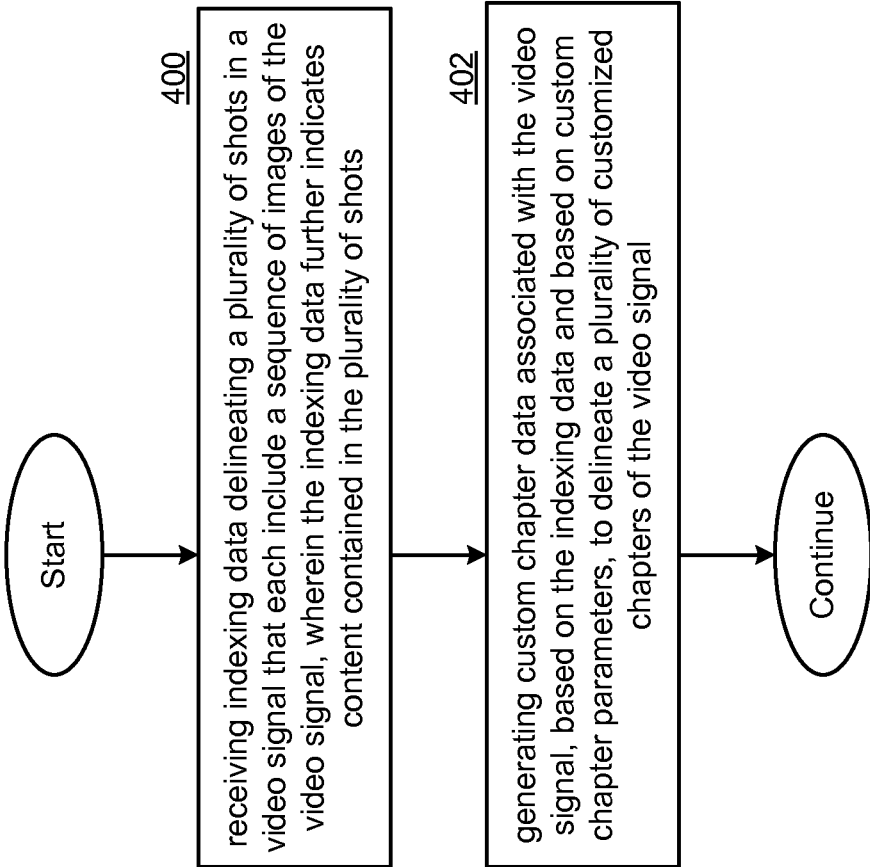 Start
400
receiving indexing data delineating a plurality of shots in a
video signal that each include a sequence of images of the
video signal, wherein the indexing data further indicates
content contained in the plurality of shots
402
generating custom chapter data associated with the video
signal, based on the indexing data and based on custom
chapter parameters, to delineate a plurality of customized
chapters of the video signal
Continue